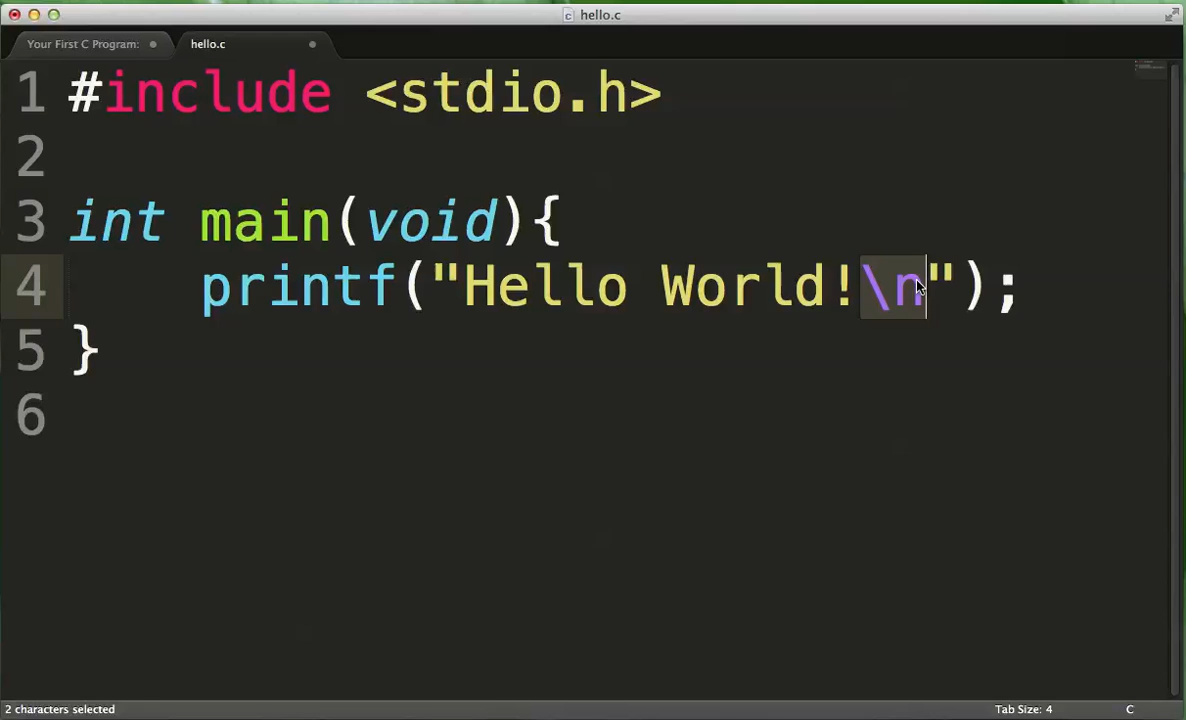 hello.c
Your First C Program: hello.c
1 #include <stdio.h>
2
3 int main(void){
4     printf("Hello World!\n");
5 }
6
2 characters selected Tab Size: 4 C